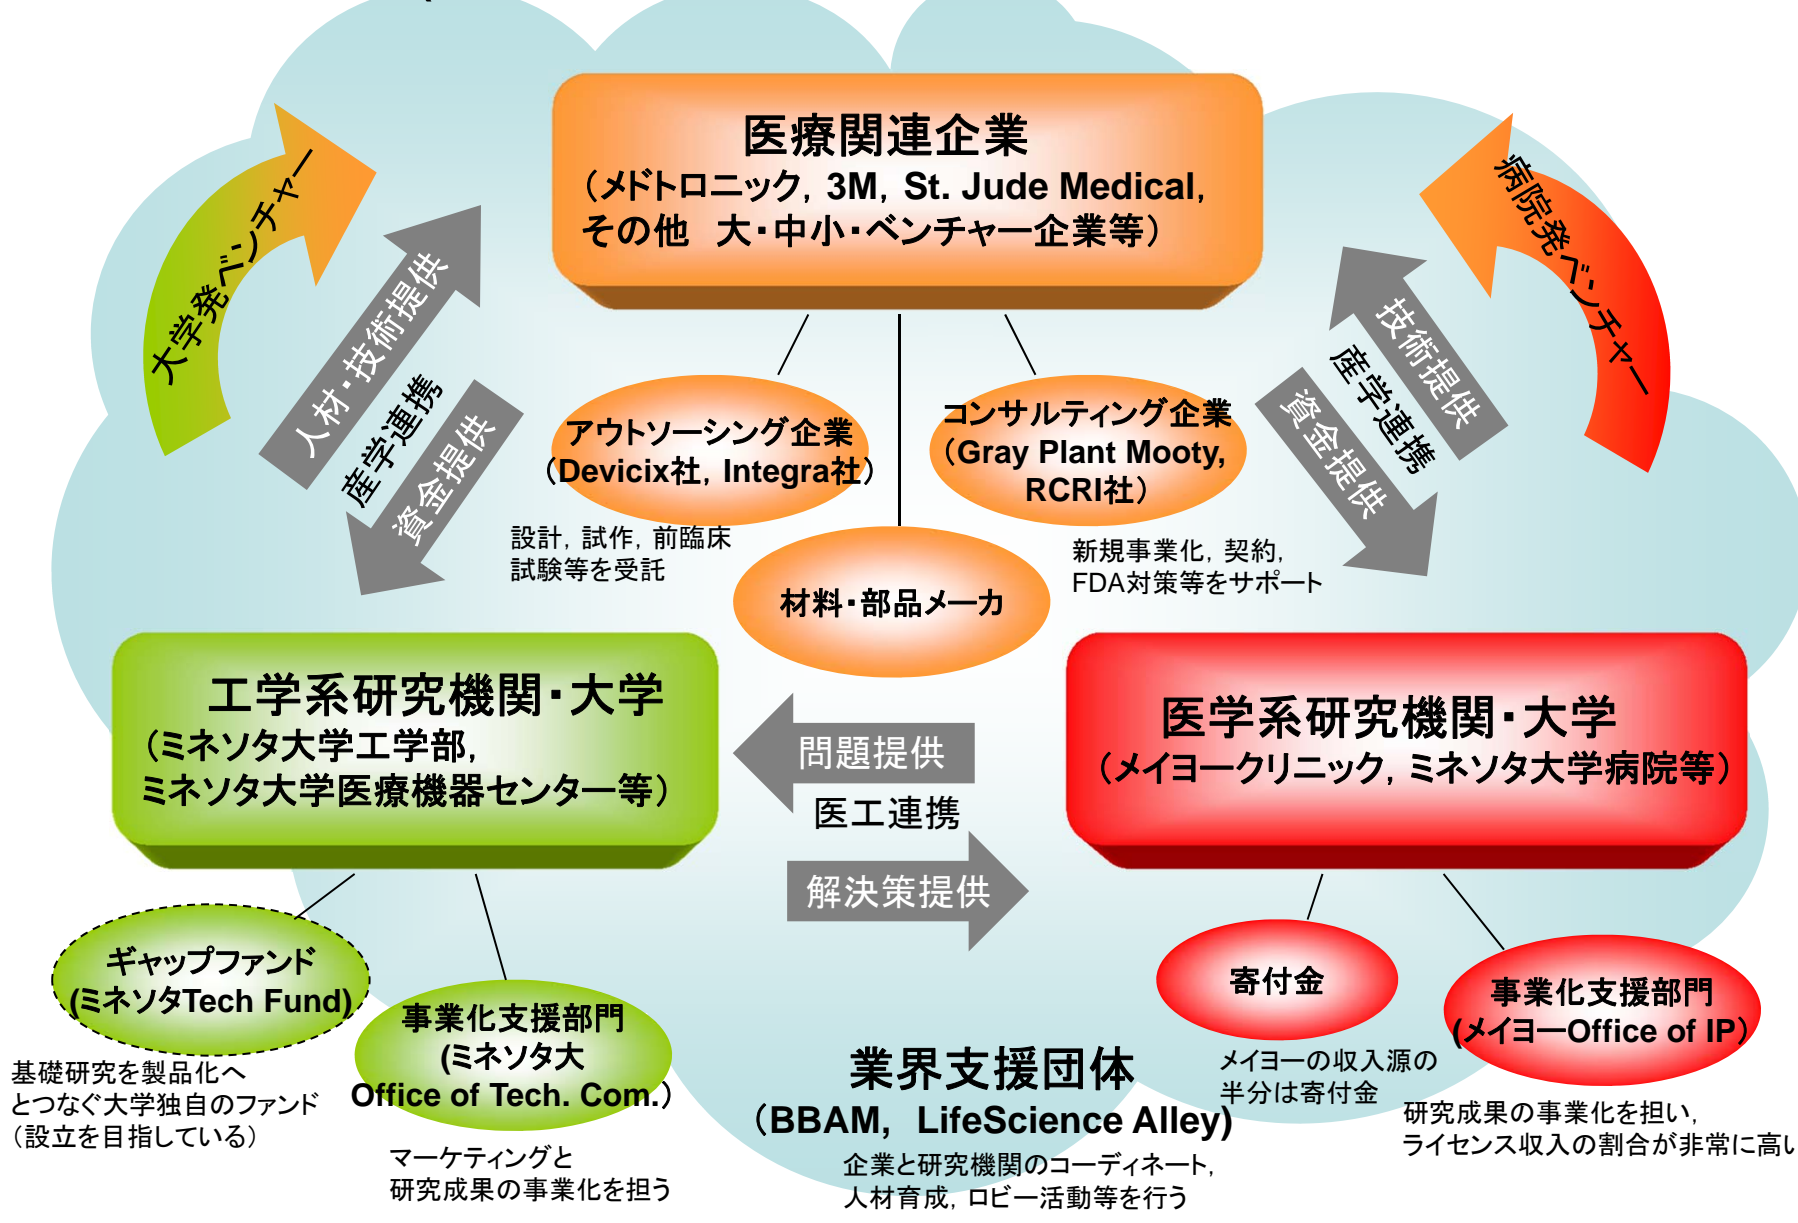 医療関連企業
（メドトロニック, 3M, St. Jude Medical,
その他　大・中小・ベンチャー企業等）
大学発ベンチャー
病院発ベンチャー
人材・技術提供
産学連携
資金提供
技術提供
産学連携
資金提供
アウトソーシング企業
（Devicix社, Integra社）
設計, 試作, 前臨床
試験等を受託
コンサルティング企業
（Gray Plant Mooty,
RCRI社）
新規事業化, 契約,
FDA対策等をサポート
材料・部品メーカ
工学系研究機関・大学
（ミネソタ大学工学部,
ミネソタ大学医療機器センター等）
問題提供
医工連携
解決策提供
医学系研究機関・大学
（メイヨークリニック, ミネソタ大学病院等）
ギャップファンド
(ミネソタTech Fund)
基礎研究を製品化へ
とつなぐ大学独自のファンド
（設立を目指している）
事業化支援部門
(ミネソタ大
Office of Tech. Com.）
マーケティングと
研究成果の事業化を担う
業界支援団体
（BBAM,　LifeScience Alley)
企業と研究機関のコーディネート,
人材育成, ロビー活動等を行う
寄付金
メイヨーの収入源の
半分は寄付金
事業化支援部門
(メイヨーOffice of IP）
研究成果の事業化を担い,
ライセンス収入の割合が非常に高い